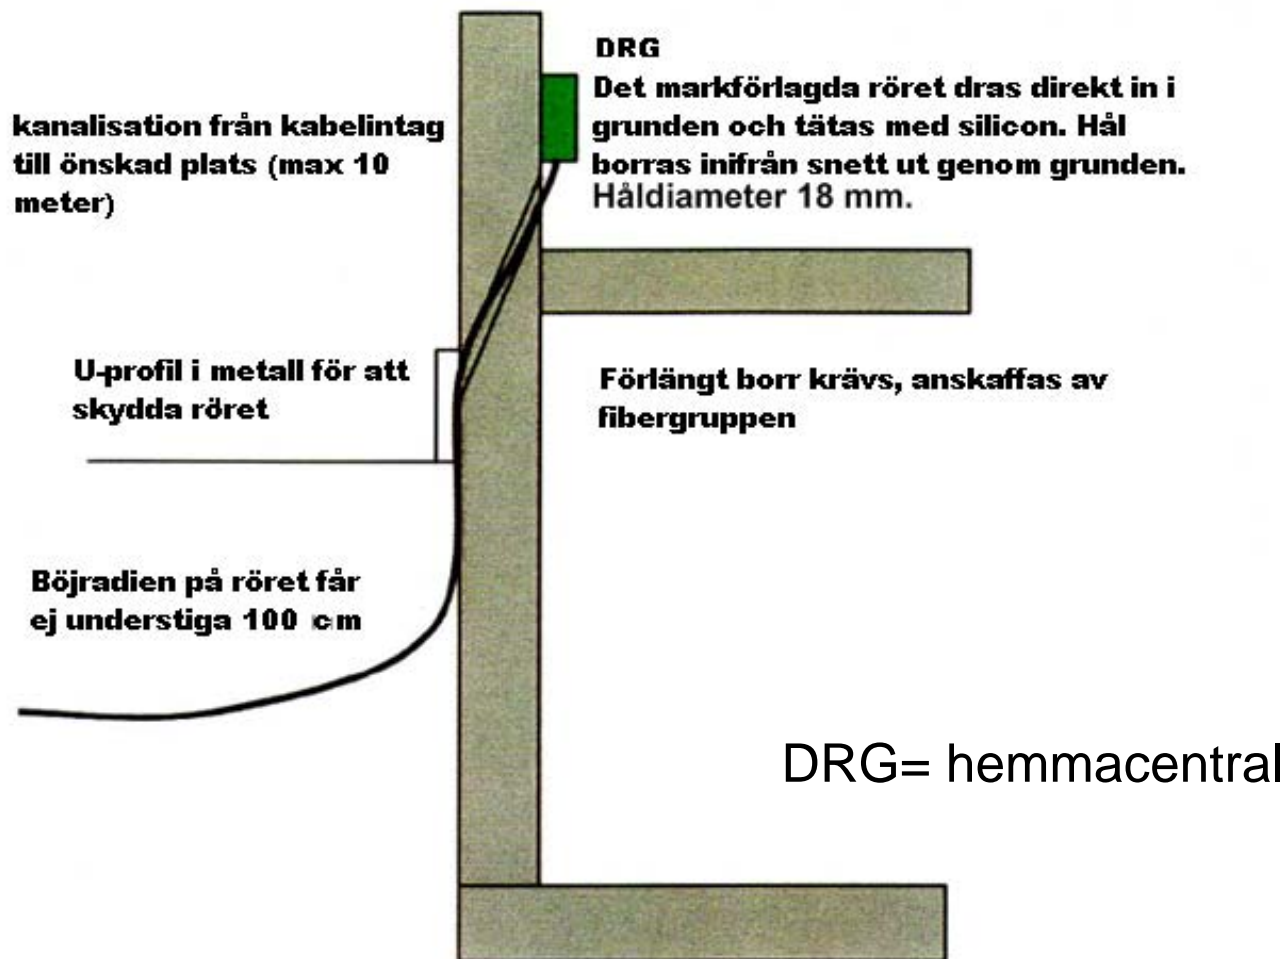 DRG
Det markförlagda röret dras direkt in i
grunden och tätas med silicon. Hål
borras inifrån snett ut genom grunden.
Håldiameter 18 mm.
kanalisation från kabelintag
till önskad plats (max 10
meter)
U-profil i metall för att
skydda röret
Förlängt borr krävs, anskaffas av
fibergruppen
Böjradien på röret får
ej understiga 100 cm
DRG= hemmacentral